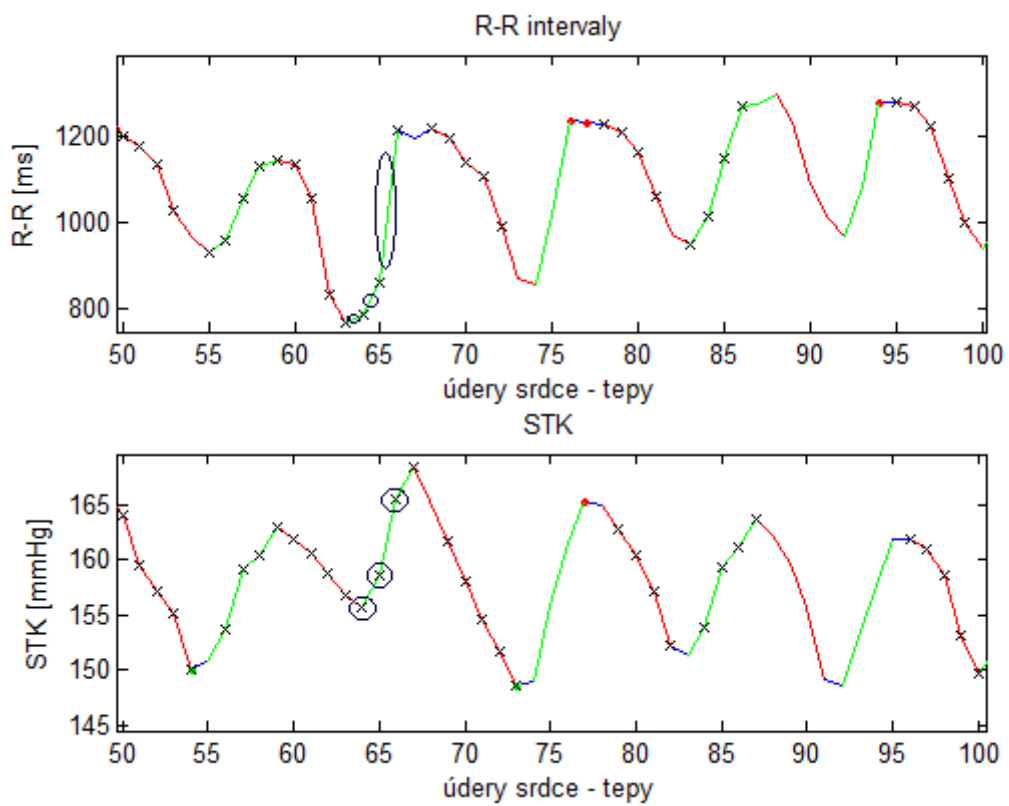 R-R intervaly
R-R [ms]
1200
1000
800
50 55 60 65 70 75 80 85 90 95 100
údery srdce - tepy
STK
STK [mmHg]
165
160
155
150
145
50 55 60 65 70 75 80 85 90 95 100
údery srdce - tepy